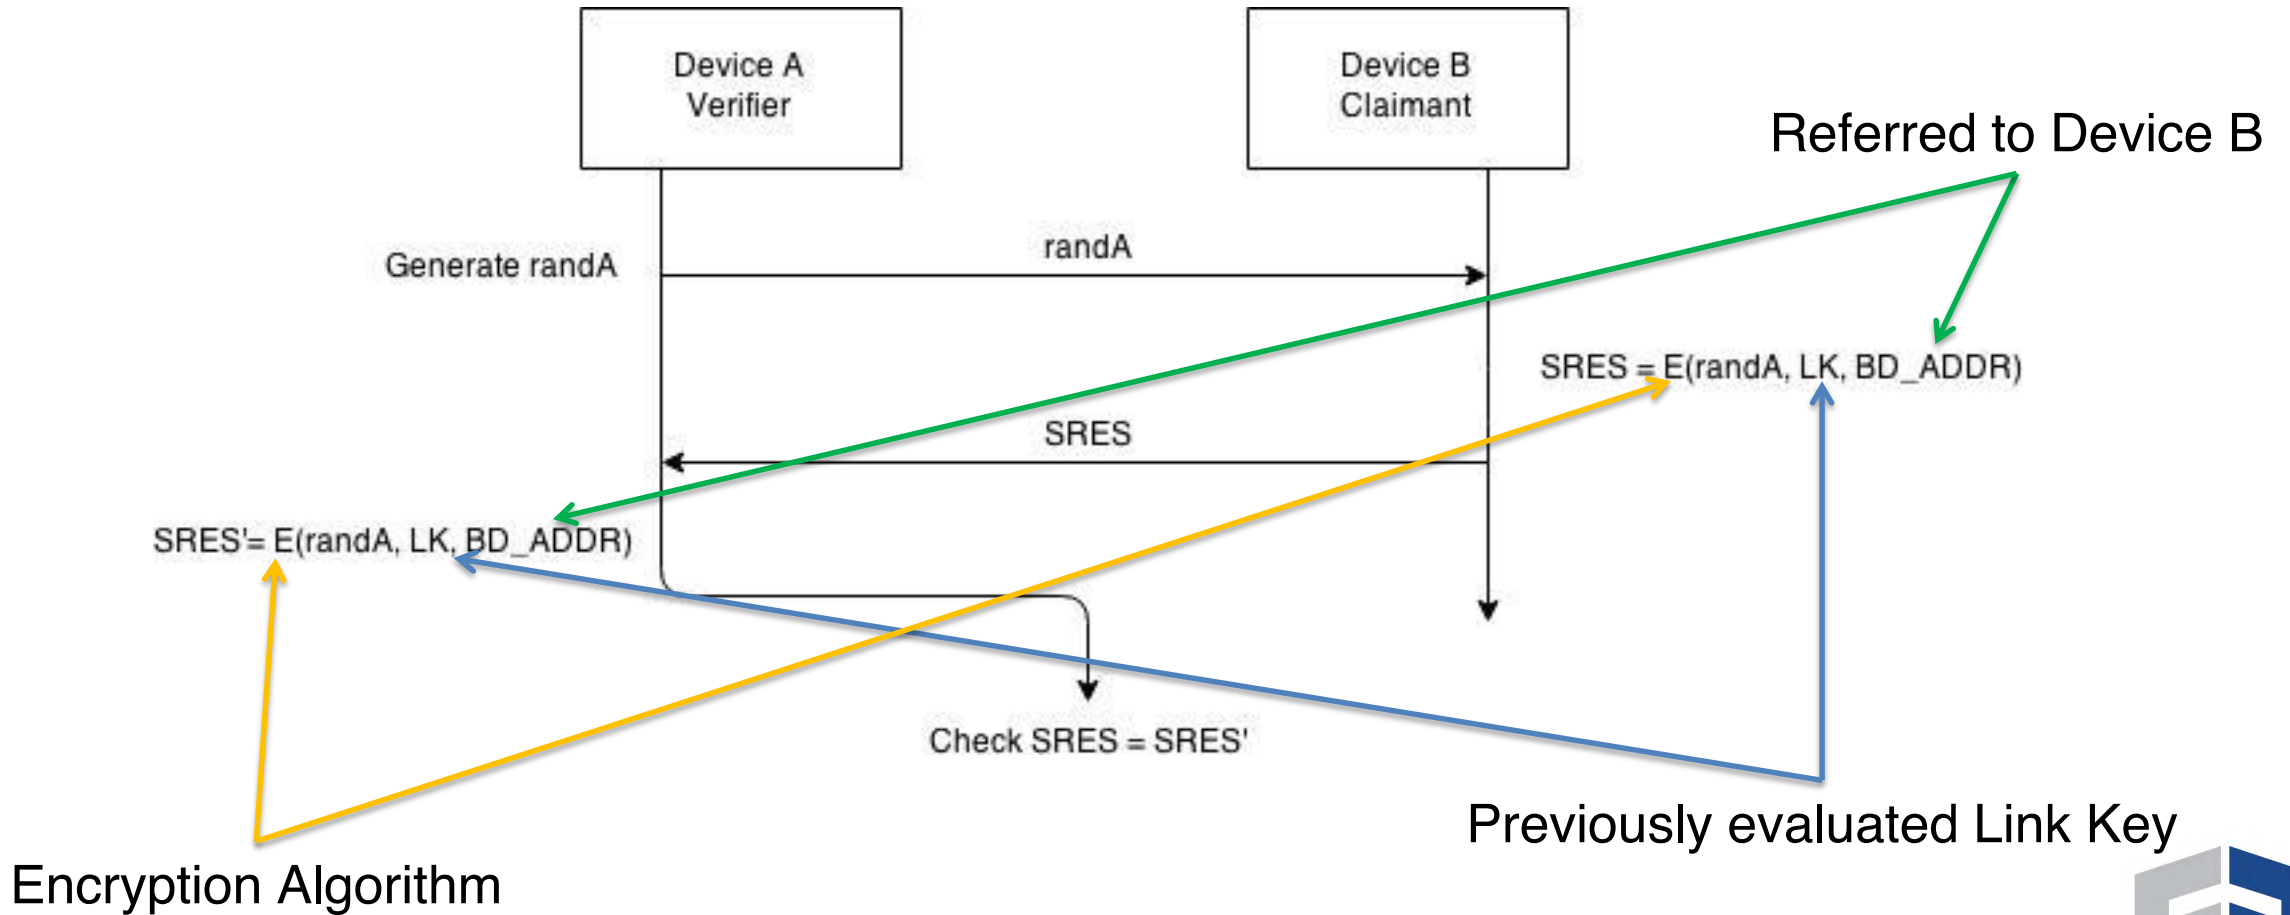 Device A
Verifier
Device B
Claimant
Referred to Device B
Generate randA
randA
SRES = E(randA, LK, BD_ADDR)
SRES
SRES'= E(randA, LK, BD_ADDR)
Check SRES = SRES'
Previously evaluated Link Key
Encryption Algorithm